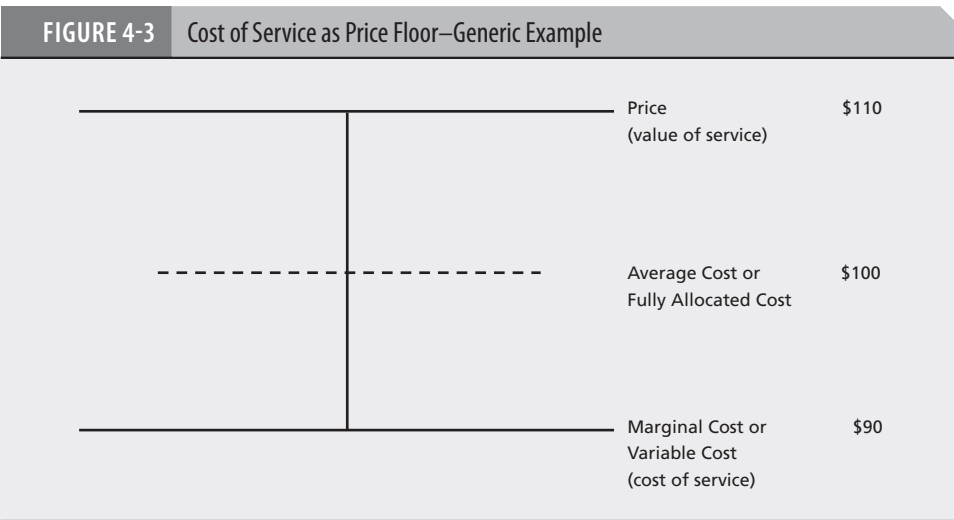 FIGURE 4-3 Cost of Service as Price Floor–Generic Example
Price $110
(value of service)
Average Cost or $100
Fully Allocated Cost
Marginal Cost or $90
Variable Cost
(cost of service)